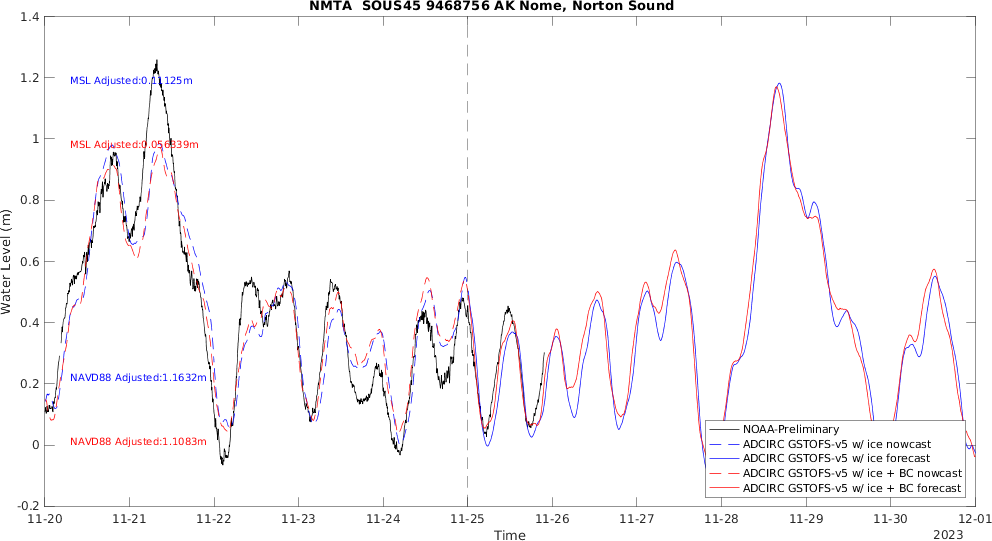 NMTA SOUS45 9468756 AK Nome, Norton Sound
1.4
1.2
1
0.8
0.6
0.4
0.2
0
-0.2
Water Level (m)
MSL Adjusted:0.11125m
MSL Adjusted:0.056339m
NAVD88 Adjusted:1.1632m
NAVD88 Adjusted:1.1083m
NOAA-Preliminary
ADCIRC GSTOFS-v5 w/ ice nowcast
ADCIRC GSTOFS-v5 w/ ice forecast
ADCIRC GSTOFS-v5 w/ ice + BC nowcast
ADCIRC GSTOFS-v5 w/ ice + BC forecast
11-20 11-21 11-22 11-23 11-24 11-25 11-26 11-27 11-28 11-29 11-30 12-01
Time
2023